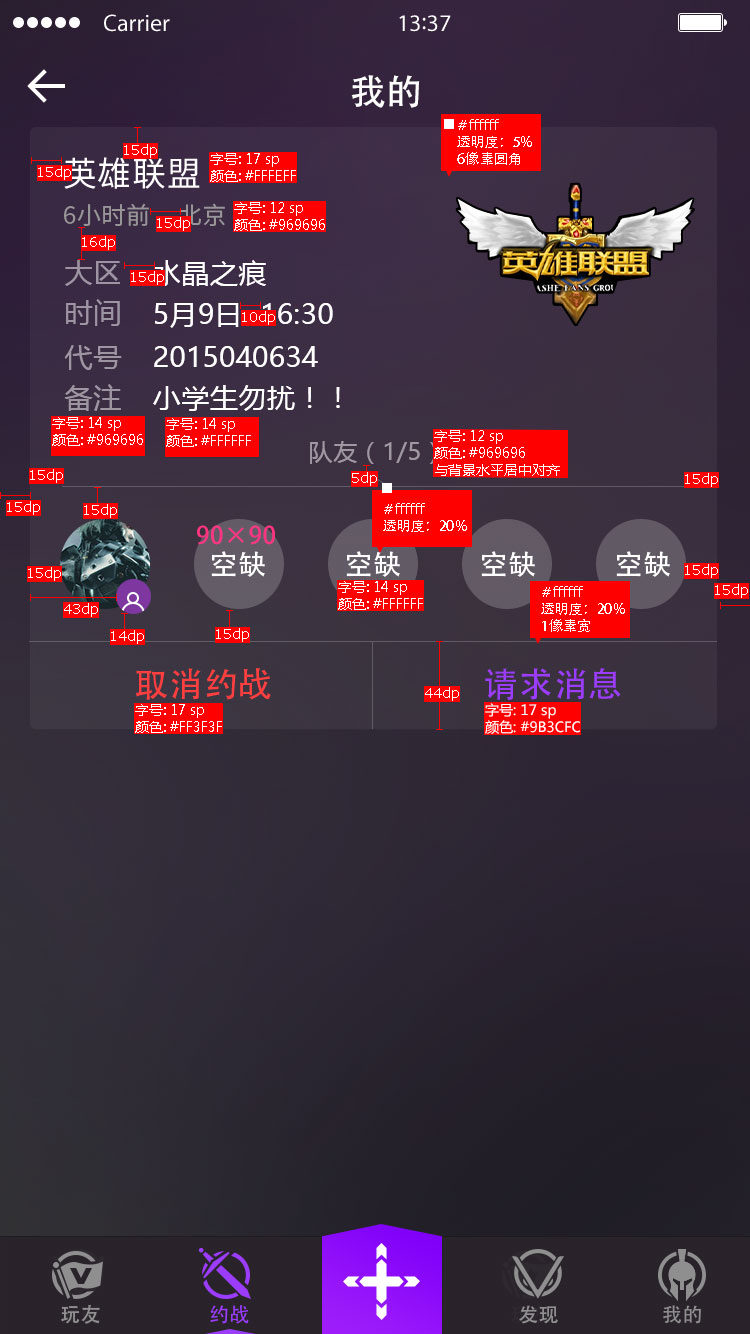 Carrier 13:37
我的
#ffffff
透明度：5%
6像素圆角
15dp
15dp
英雄联盟
字号: 17 sp
颜色: #FFFEFF
6小时前
15dp
北京
字号: 12 sp
颜色: #969696
16dp
英雄联盟
大区
15dp
水晶之痕
时间
5月9日
10dp
16:30
代号
2015040634
备注
小学生勿扰！！
字号: 14 sp
颜色: #969696
字号: 14 sp
颜色: #FFFFFF
队友 ( 1/5 )
字号: 12 sp
颜色: #969696
与背景水平居中对齐
15dp
5dp
15dp
15dp
15dp
#ffffff
透明度：20%
90×90
空缺
空缺
空缺
空缺
15dp
15dp
字号: 14 sp
颜色: #FFFFFF
#ffffff
透明度：20%
1像素宽
15dp
43dp
14dp
15dp
取消约战
44dp
请求消息
字号: 17 sp
颜色: #FF3F3F
字号: 17 sp
颜色: #9B3CFC
玩友
约战
发现
我的